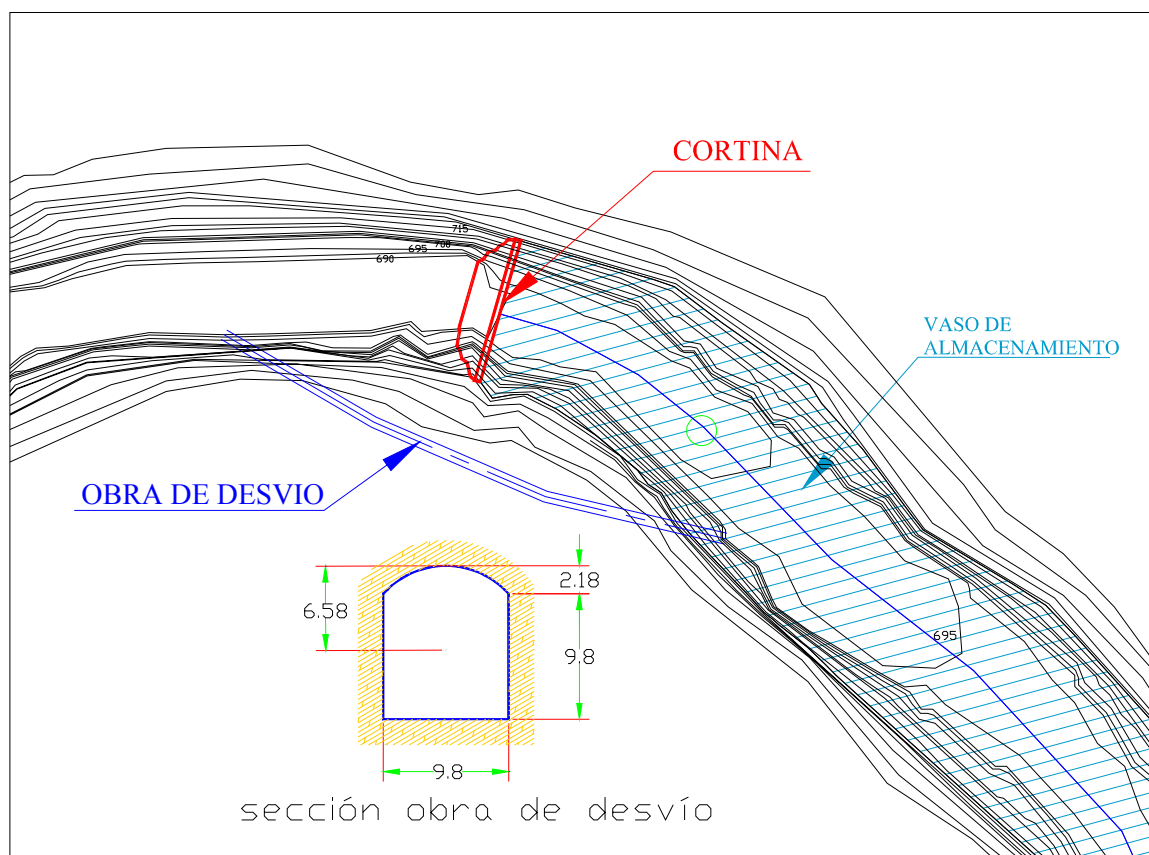 CORTINA
715
708
695
690
VASO DE
ALMACENAMIENTO
OBRA DE DESVIO
2.18
6.58
9.8
695
9.8
sección obra de desvío